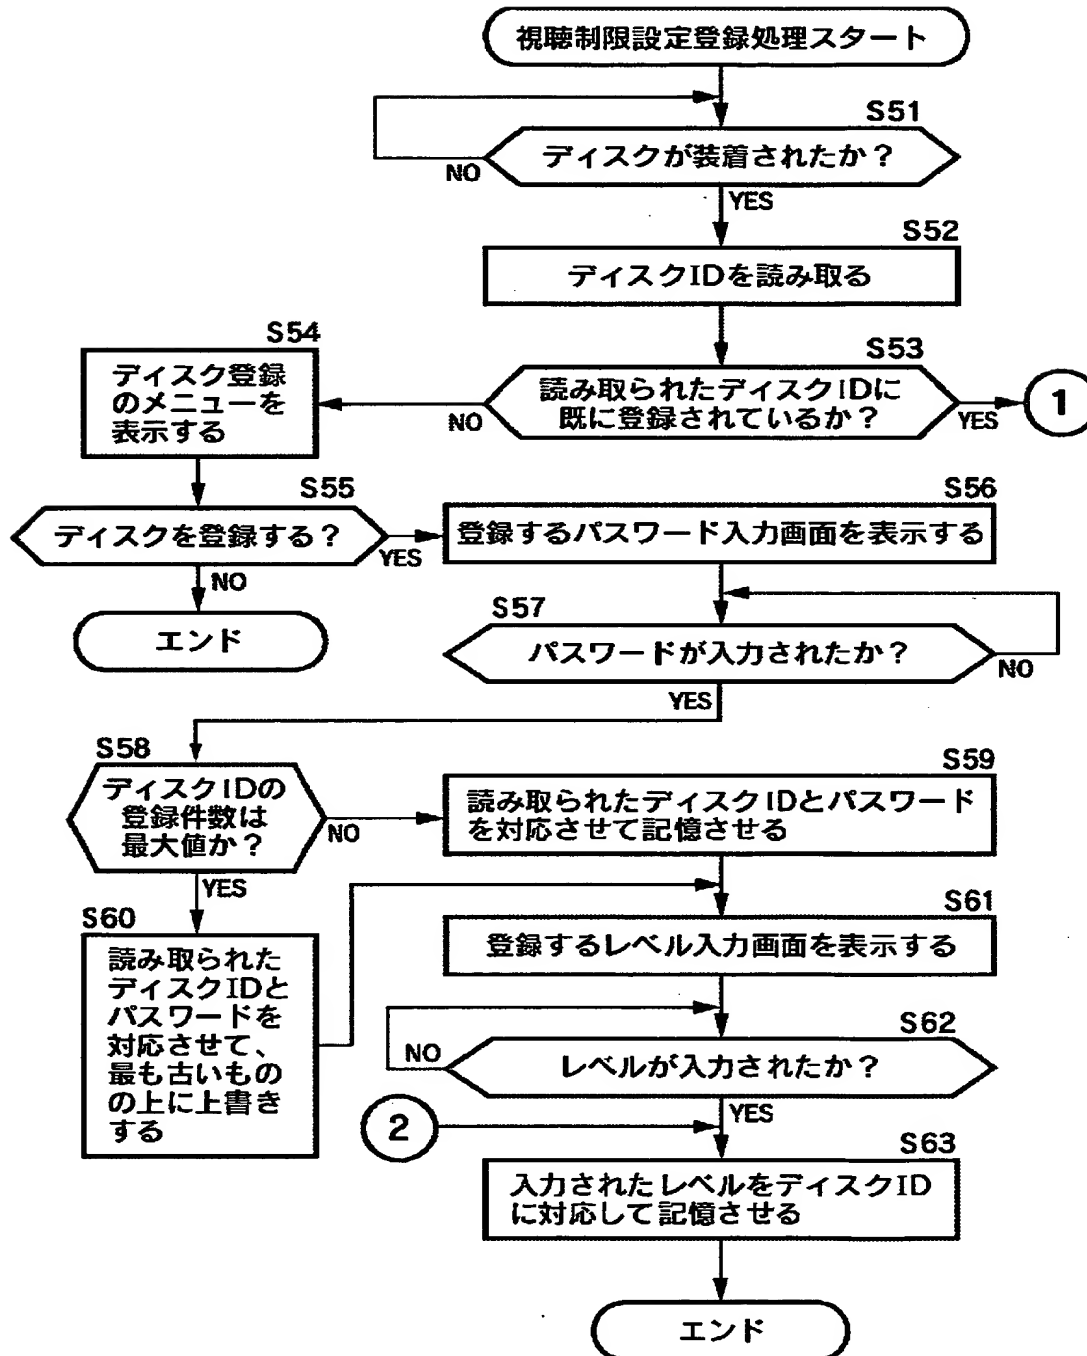 視聴制限設定登録処理スタート
S51
ディスクが装着されたか?
NO
YES
S52
ディスクIDを読み取る
S53
読み取られたディスクIDに
既に登録されているか?
NO
YES
1
S54
ディスク登録
のメニューを
表示する
S55
ディスクを登録する?
YES
NO
エンド
S56
登録するパスワード入力画面を表示する
S57
パスワードが入力されたか?
NO
YES
S58
ディスクIDの
登録件数は
最大値か?
NO
YES
S59
読み取られたディスクIDとパスワード
を対応させて記憶させる
S60
読み取られた
ディスクIDと
パスワードを
対応させて、
最も古いもの
の上に上書き
する
S61
登録するレベル入力画面を表示する
S62
レベルが入力されたか?
NO
YES
2
S63
入力されたレベルをディスクID
に対応して記憶させる
エンド